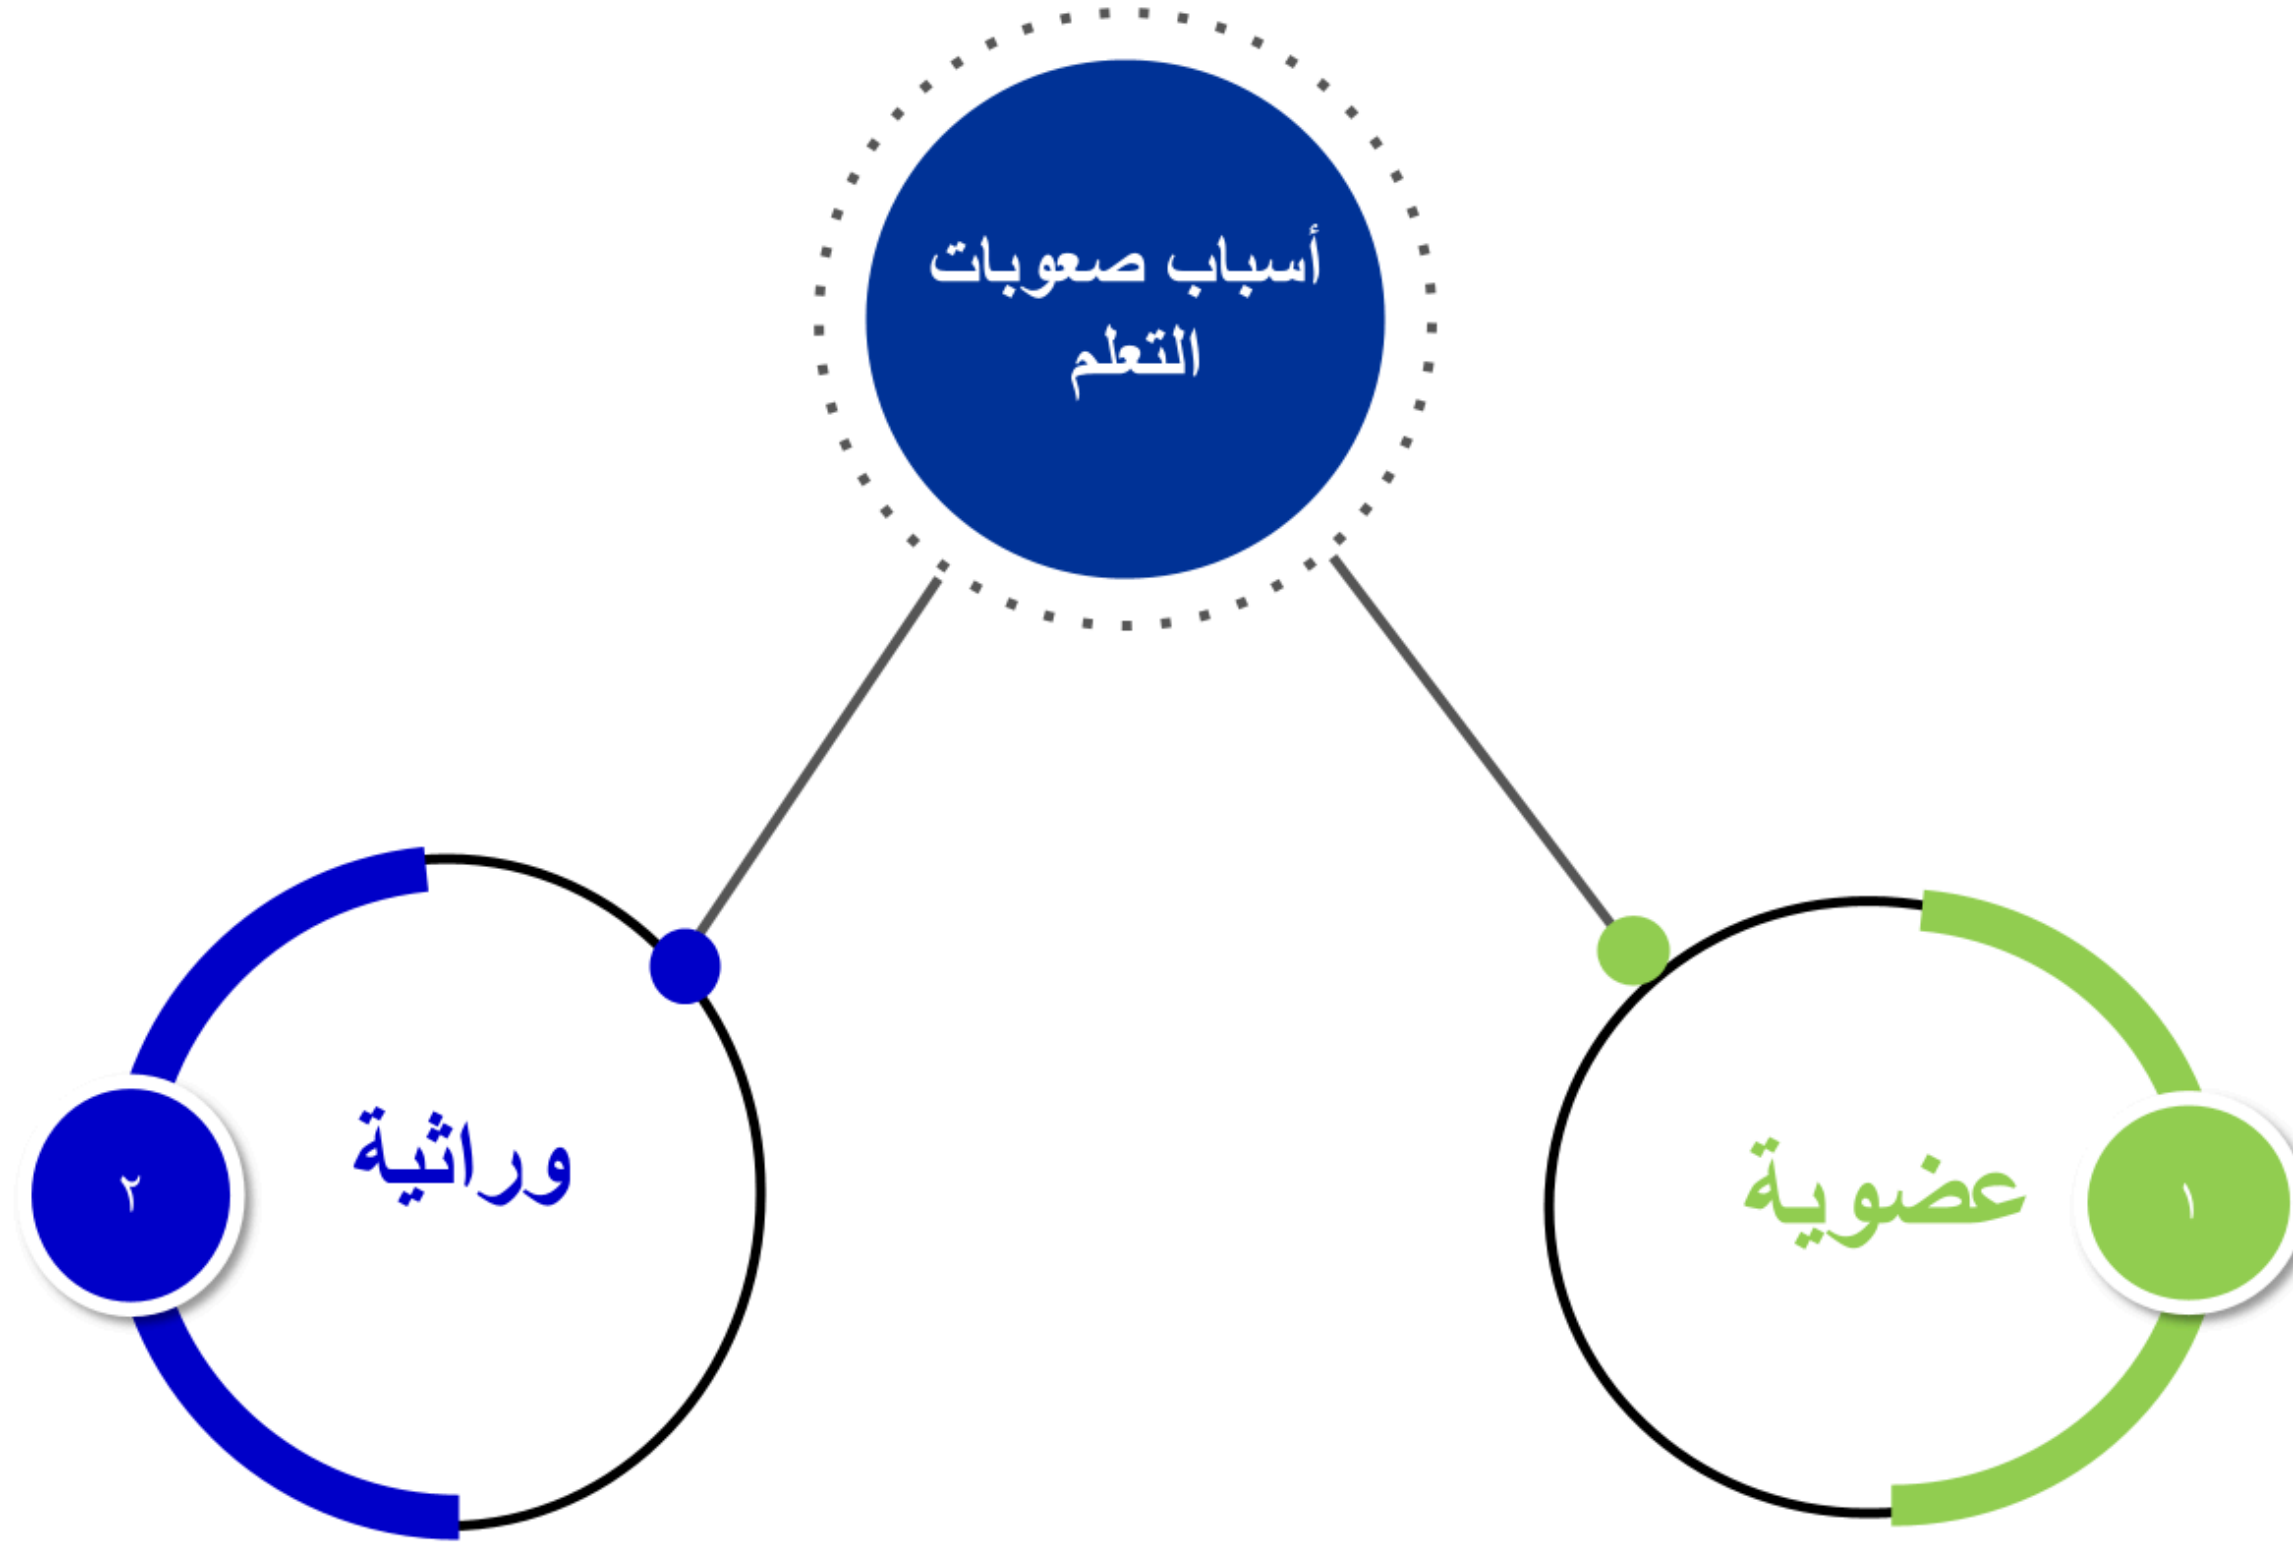 أسباب صعوبات
التعلم
١
عضوية
٢
وراثية